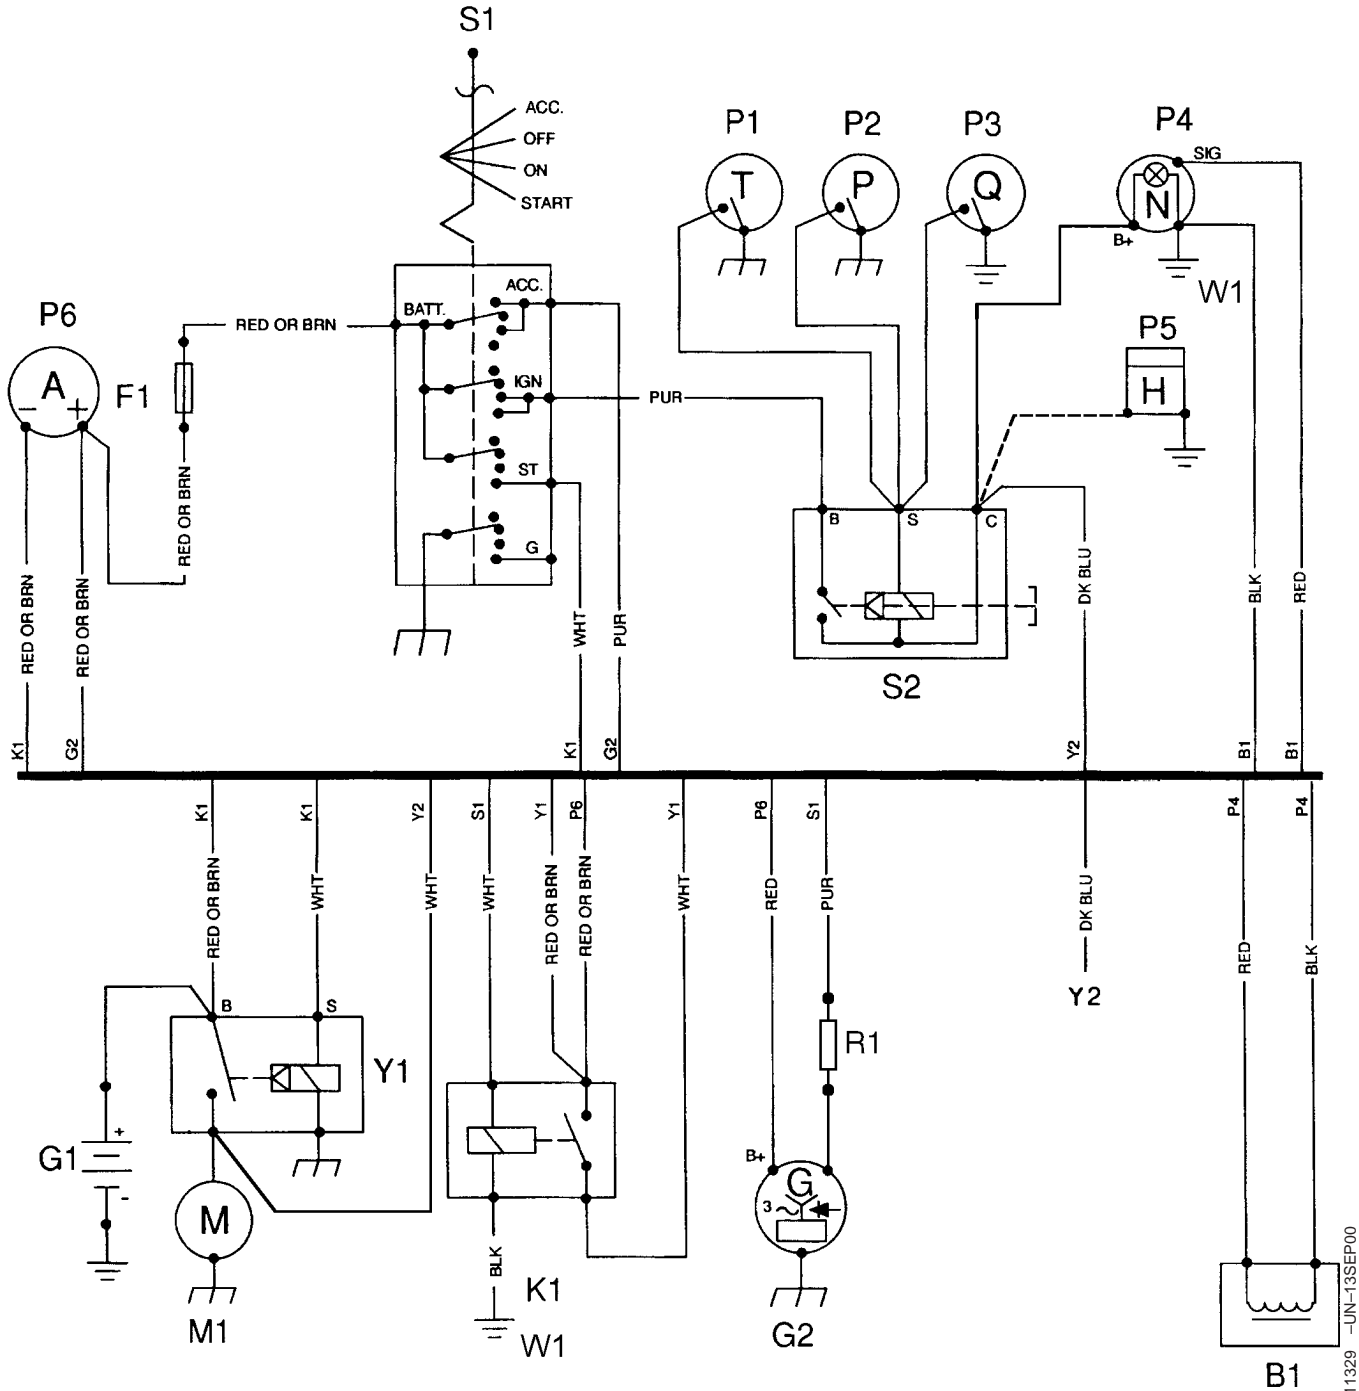 S1
ACC.
OFF
ON
START
P1
P2
P3
P4
T
P
Q
N
SIG
B+
W1
P5
H
P6
A
– +
F1
RED OR BRN
BATT.
ACC.
IGN
ST
G
PUR
RED OR BRN
RED OR BRN
RED OR BRN
WHT
PUR
B
S
C
S2
DK BLU
BLK
RED
K1
G2
K1
G2
Y2
B1
B1
K1
K1
Y2
S1
Y1
P6
Y1
P6
S1
P4
P4
RED OR BRN
WHT
WHT
WHT
RED OR BRN
RED OR BRN
WHT
RED
PUR
DK BLU
Y2
RED
BLK
B
S
Y1
G1
+
-
M
M1
BLK
K1
W1
R1
B+
G
3
G2
B1
11329 –UN–13SEP00